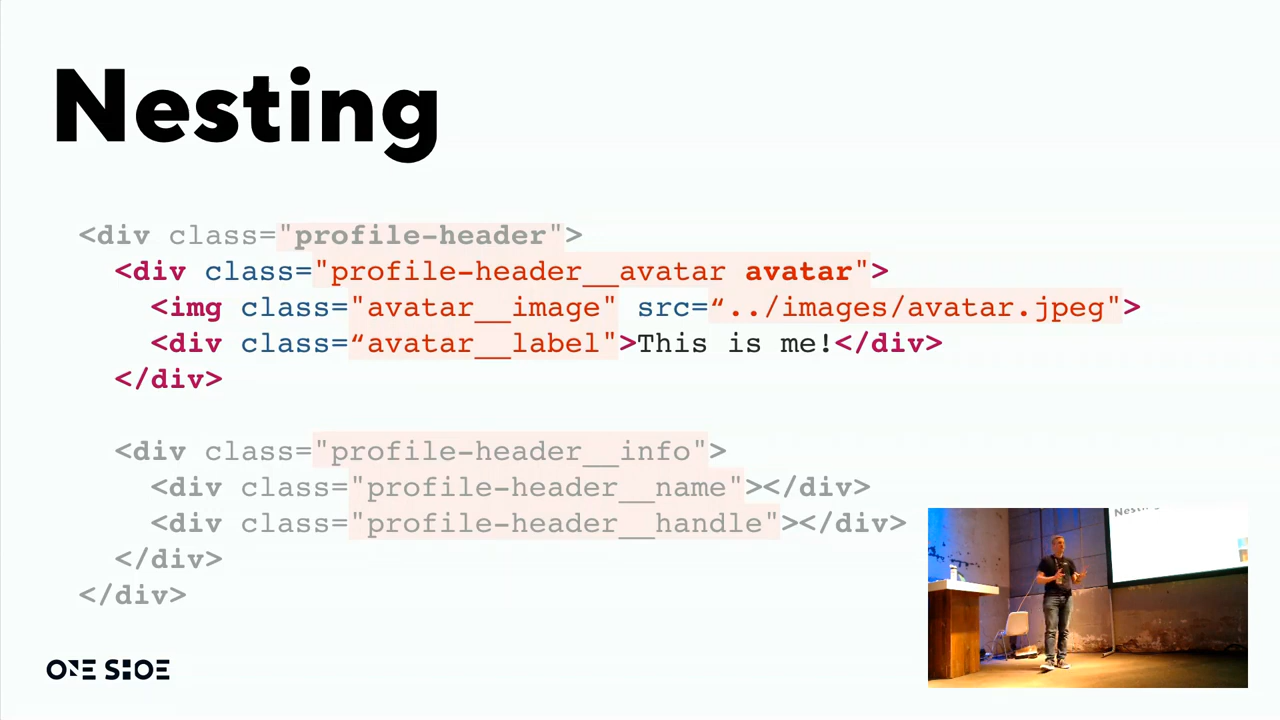 Nesting
<div class="profile-header">
<div class="profile-header__avatar avatar">
<img class="avatar__image" src=“../images/avatar.jpeg">
<div class=“avatar__label">This is me!</div>
</div>
<div class="profile-header__info">
<div class="profile-header__name"></div>
<div class="profile-header__handle"></div>
</div>
</div>
ONE SHOE